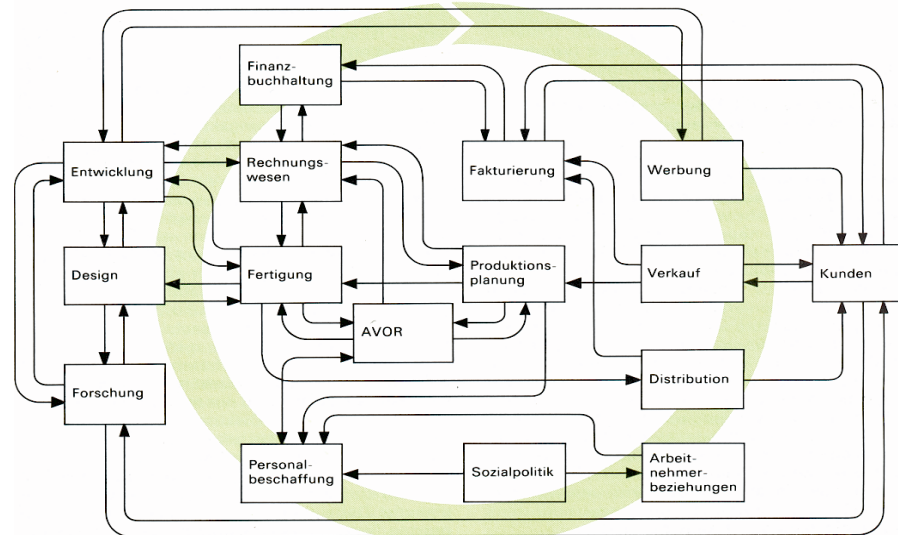 Finanz-
buchhaltung
Entwicklung
Rechnungs-
wesen
Fakturierung
Werbung
Design
Fertigung
Produktions-
planung
Verkauf
Kunden
AVOR
Forschung
Distribution
Personal-
beschaffung
Sozialpolitik
Arbeit-
nehmer-
beziehungen